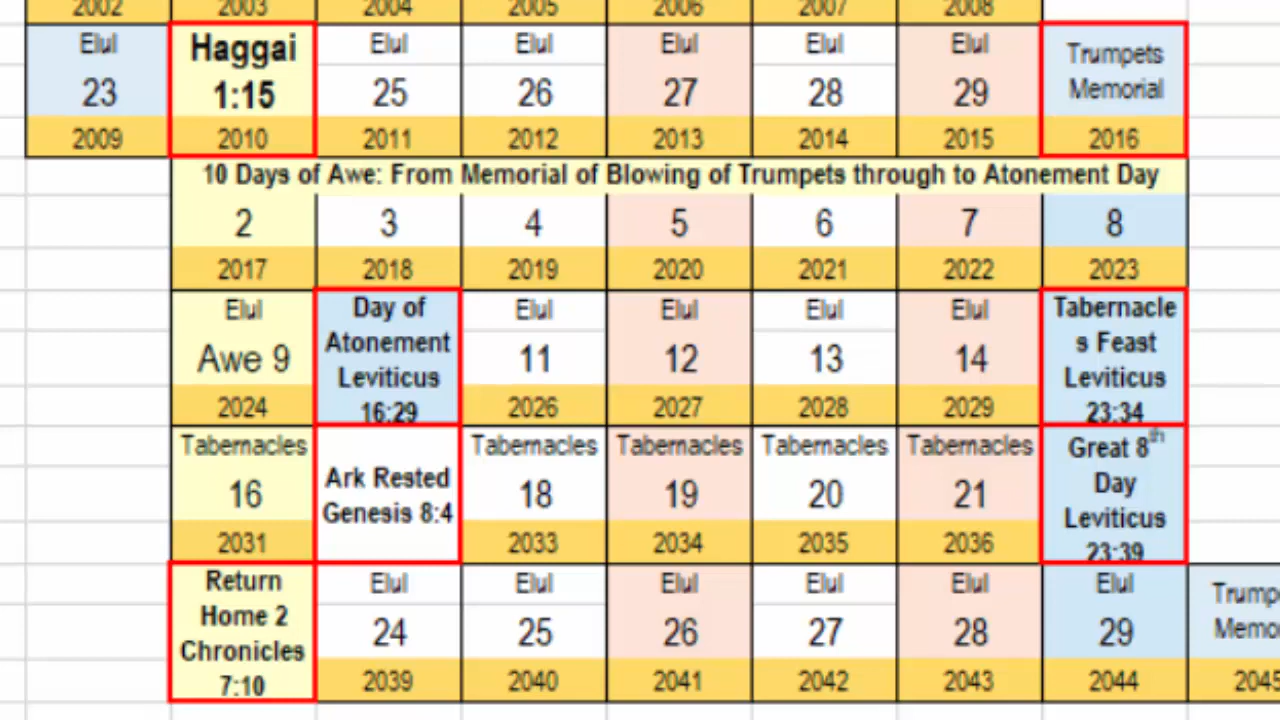 2002 2003 2004 2005 2006 2007 2008
Elul Haggai Elul Elul Elul Elul Elul Trumpets
23 1:15 25 26 27 28 29 Memorial
2009 2010 2011 2012 2013 2014 2015 2016
10 Days of Awe: From Memorial of Blowing of Trumpets through to Atonement Day
2 3 4 5 6 7 8
2017 2018 2019 2020 2021 2022 2023
Elul Day of Elul Elul Elul Elul Tabernacle
Awe 9 Atonement 11 12 13 14 s Feast
Leviticus Leviticus
2024 16:29 2026 2027 2028 2029 23:34
Tabernacles Tabernacles Tabernacles Tabernacles Tabernacles Great 8th
16 Ark Rested 18 19 20 21 Day
Genesis 8:4 Leviticus
2031 2033 2034 2035 2036 23:39
Return Elul Elul Elul Elul Elul Elul
Home 2 24 25 26 27 28 29
Chronicles
7:10 2039 2040 2041 2042 2043 2044 2045